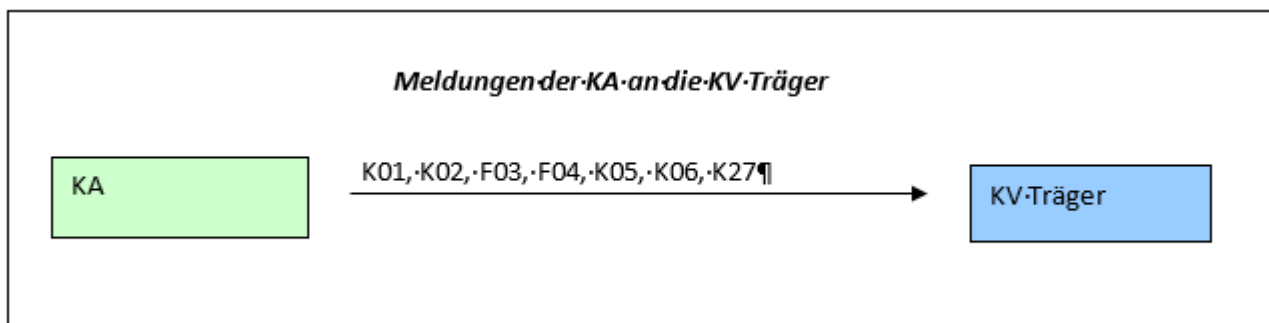 Meldungen·der·KA·an·die·KV·Träger
K01,·K02,·F03,·F04,·K05,·K06,·K27¶
KA
KV·Träger